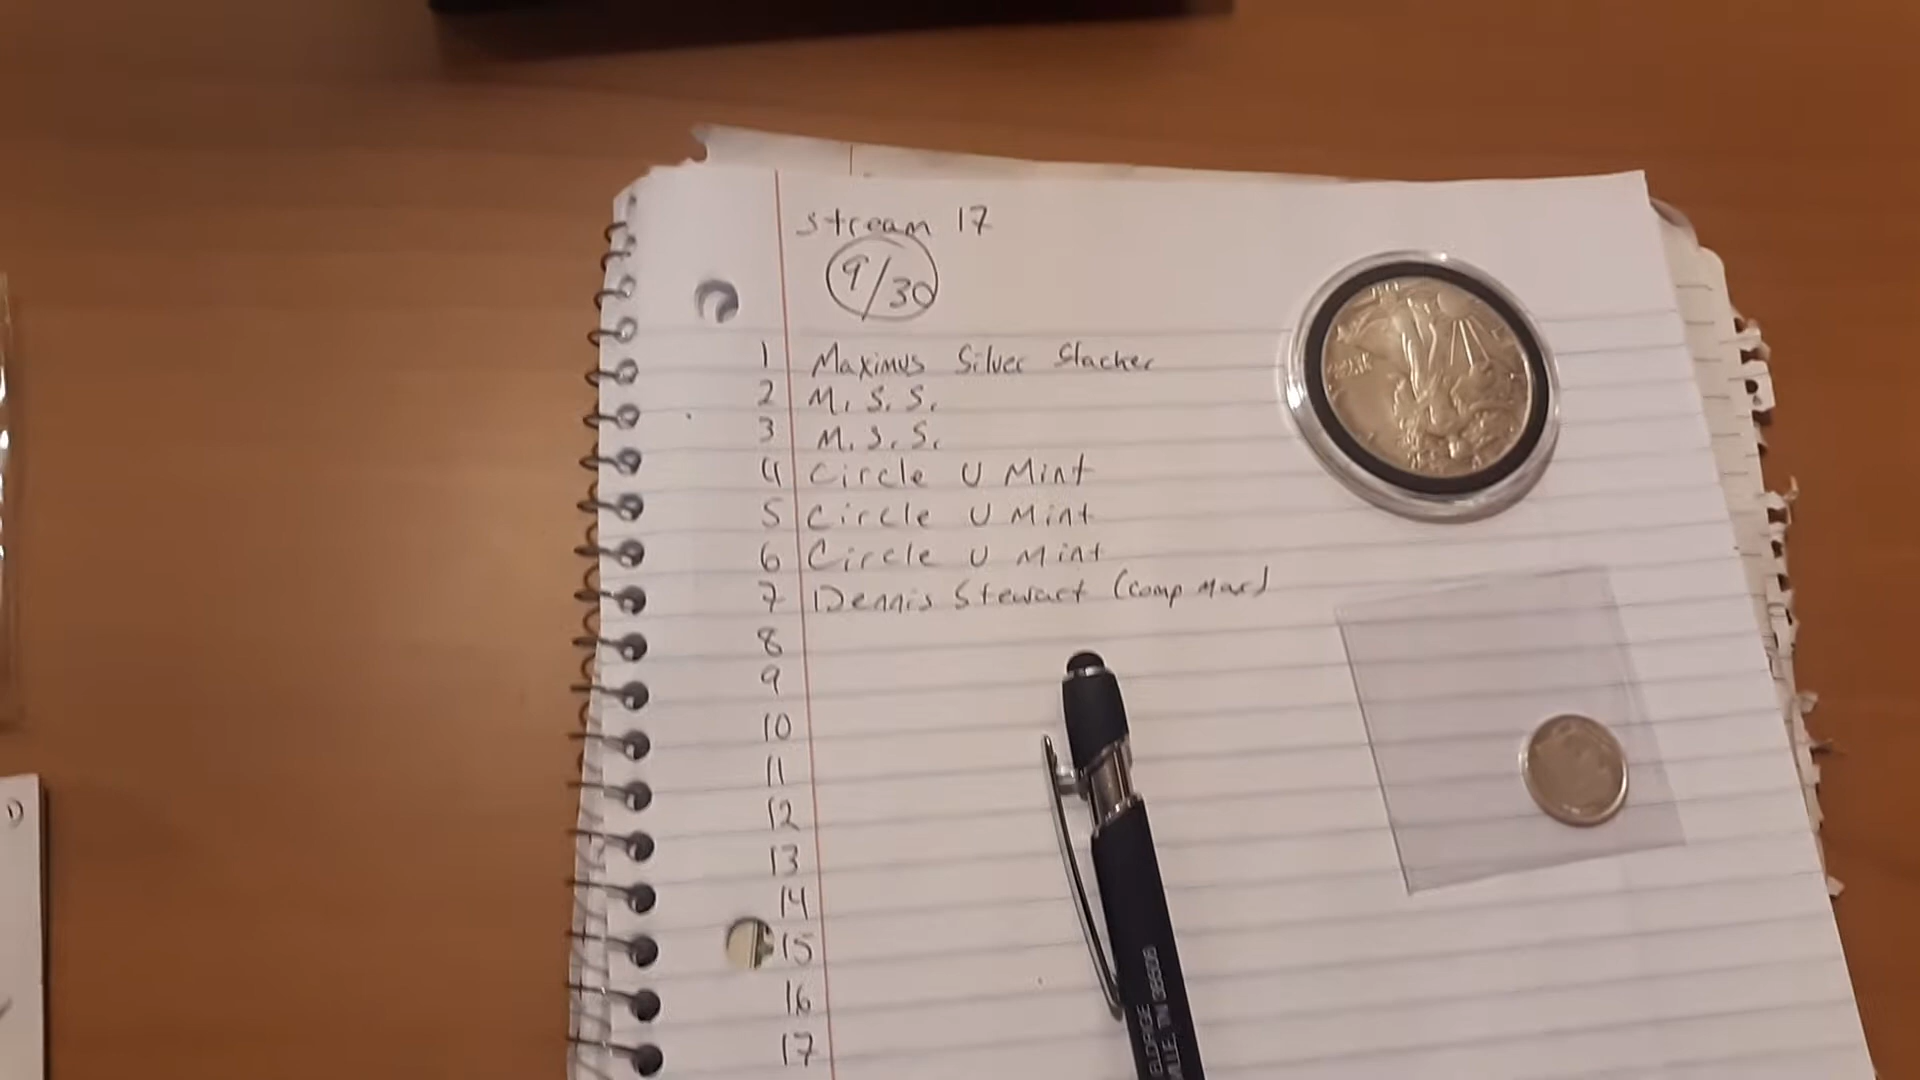 Stream 17
9/30
1 Maximus Silver Stacker
2 M. S. S.
3 M. S. S.
4 Circle U Mint
5 Circle U Mint
6 Circle U Mint
7 Dennis Stewart (comp mar)
8
9
10
11
12
13
14
15
16
17